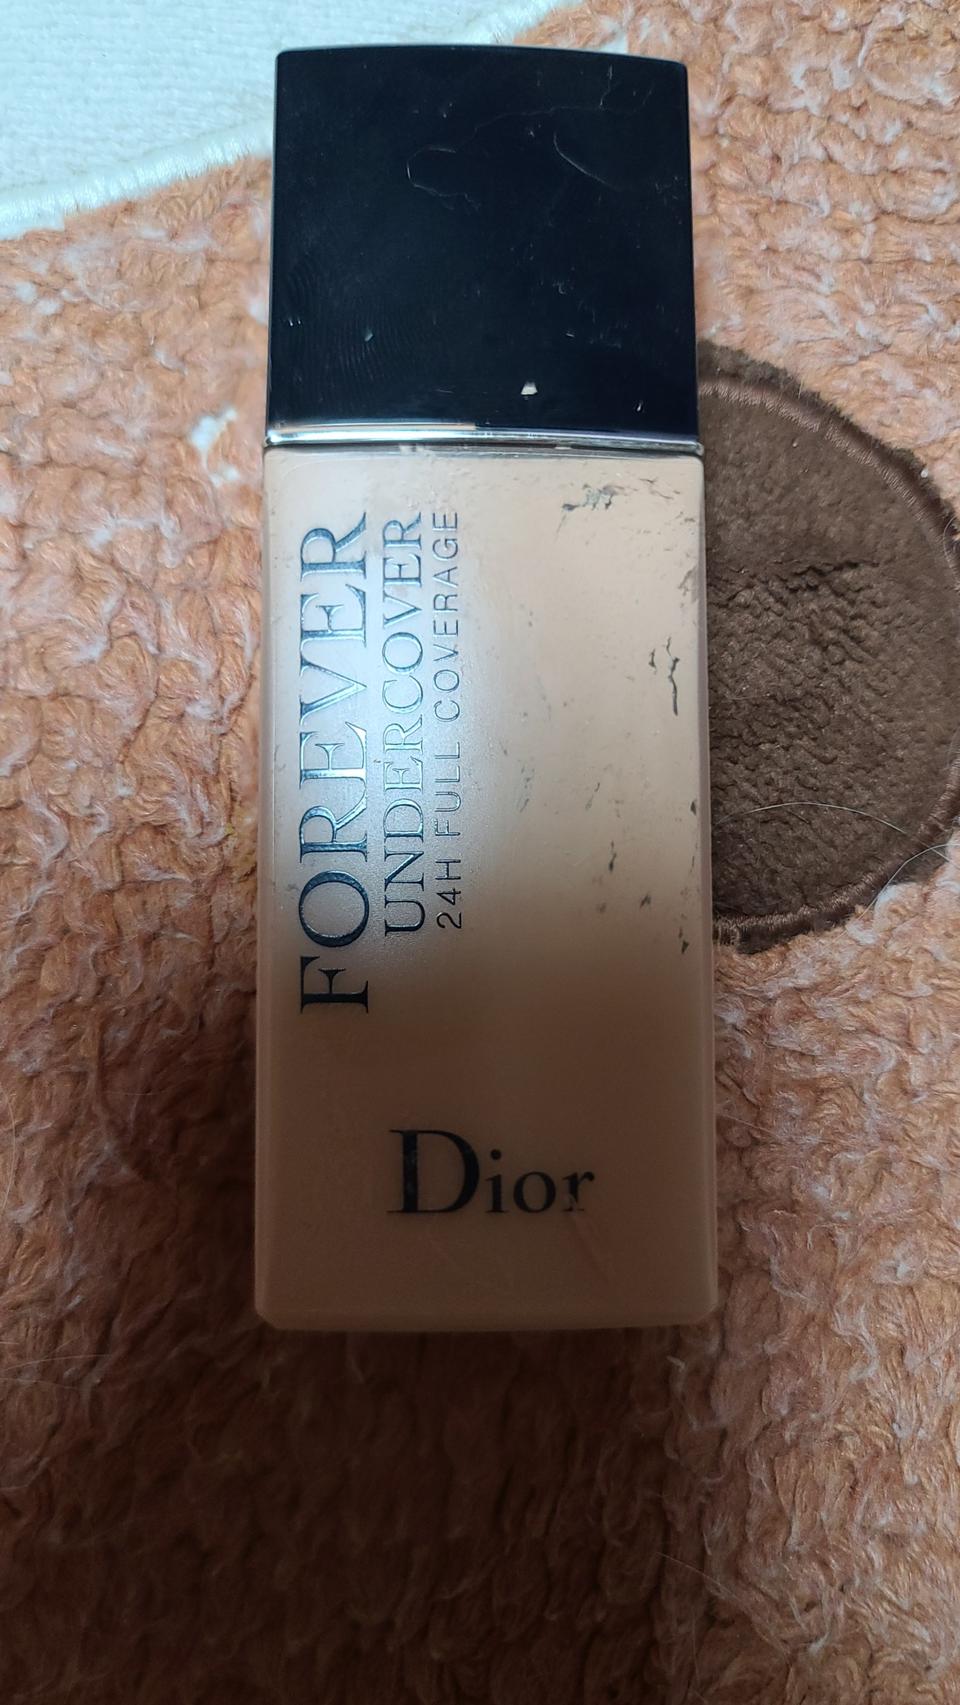 FOREVER
UNDERCOVER
24H FULL COVERAGE
Dior